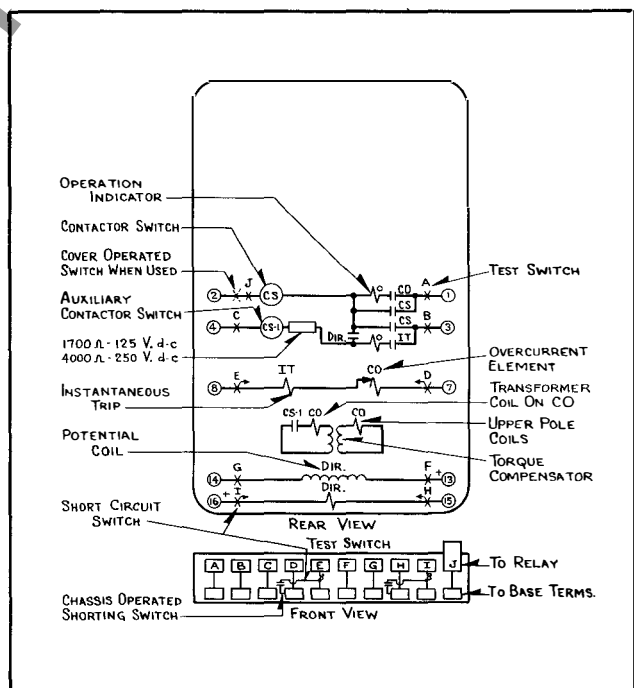 OPERATION
INDICATOR
CONTACTOR SWITCH
COVER OPERATED
SWITCH WHEN USED
AUXILIARY
CONTACTOR SWITCH
1700 Ω - 125 V. d-c
4000 Ω - 250 V. d-c
INSTANTANEOUS
TRIP
POTENTIAL
COIL
SHORT CIRCUIT
SWITCH
2 J CS O CO A 1
CS
4 C CS-1 DIR. CS B 3
O IT
TEST SWITCH
8 E IT CO D 7
OVERCURRENT
ELEMENT
TRANSFORMER
COIL ON CO
CS-1 CO CO
UPPER POLE
COILS
TORQUE
COMPENSATOR
14 G DIR. F + 13
16 + I DIR. H 15
REAR VIEW
TEST SWITCH
A B C D E F G H I J
TO RELAY
TO BASE TERMS.
CHASSIS OPERATED
SHORTING SWITCH
FRONT VIEW